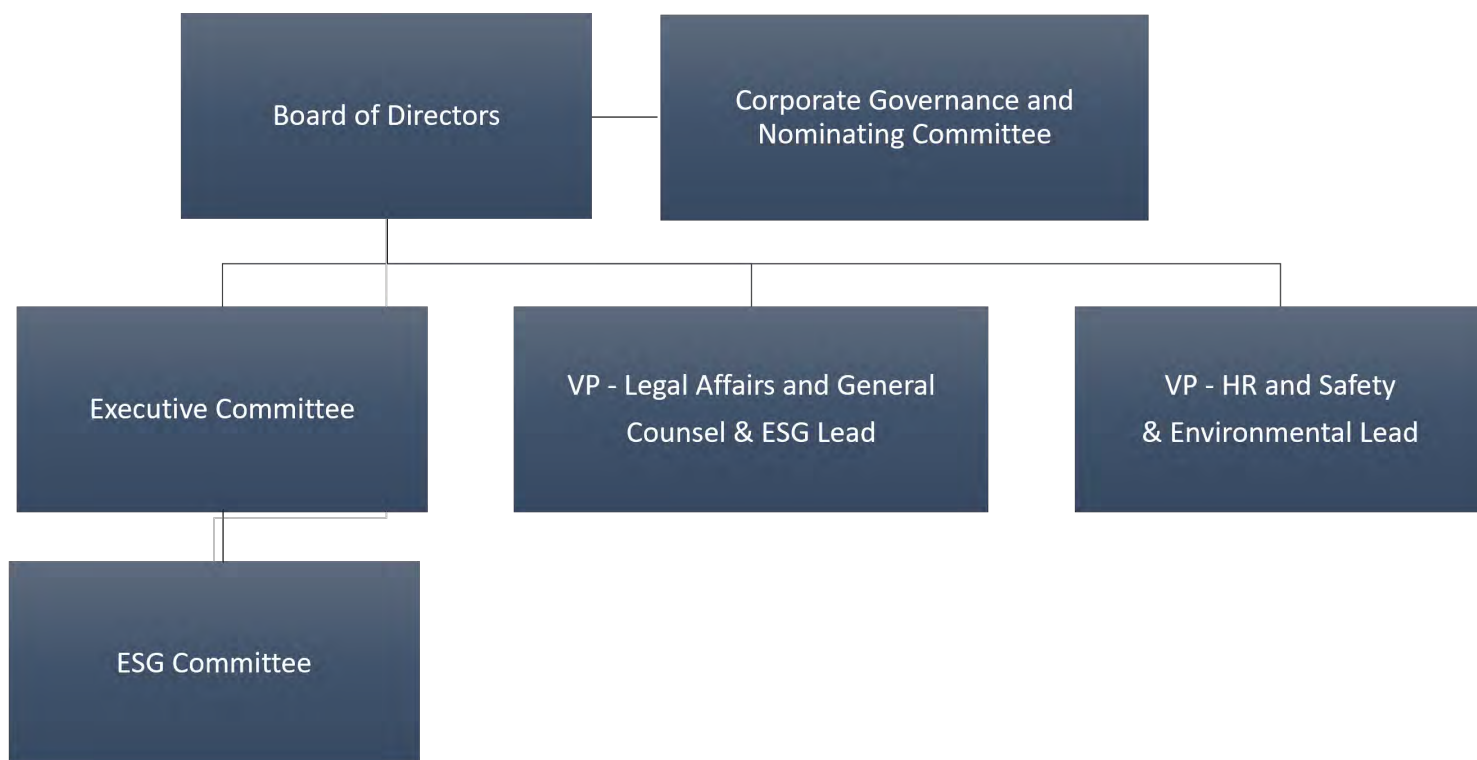 Board of Directors
Corporate Governance and
Nominating Committee
Executive Committee
VP - Legal Affairs and General
Counsel & ESG Lead
VP - HR and Safety
& Environmental Lead
ESG Committee